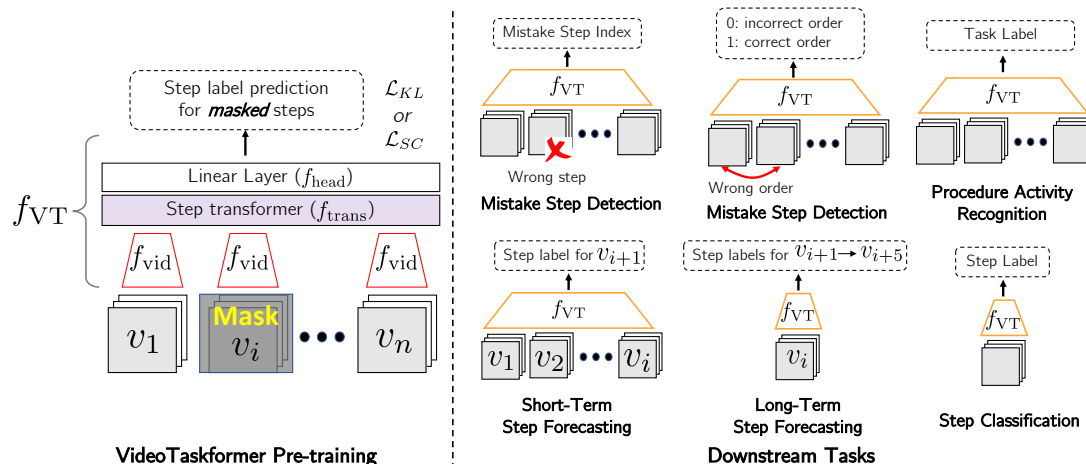 Step label prediction
for masked steps
ℒ_KL
or
ℒ_SC
Linear Layer (f_head)
Step transformer (f_trans)
f_VT
f_vid
f_vid
f_vid
v_1
Mask
v_i
v_n
VideoTaskformer Pre-training
Mistake Step Index
f_VT
Wrong step
Mistake Step Detection
0: incorrect order
1: correct order
f_VT
Wrong order
Mistake Step Detection
Task Label
f_VT
Procedure Activity
Recognition
Step label for v_{i+1}
f_VT
v_1
v_2
v_i
Short-Term
Step Forecasting
Step labels for v_{i+1} → v_{i+5}
f_VT
v_i
Long-Term
Step Forecasting
Step Label
f_VT
Step Classification
Downstream Tasks